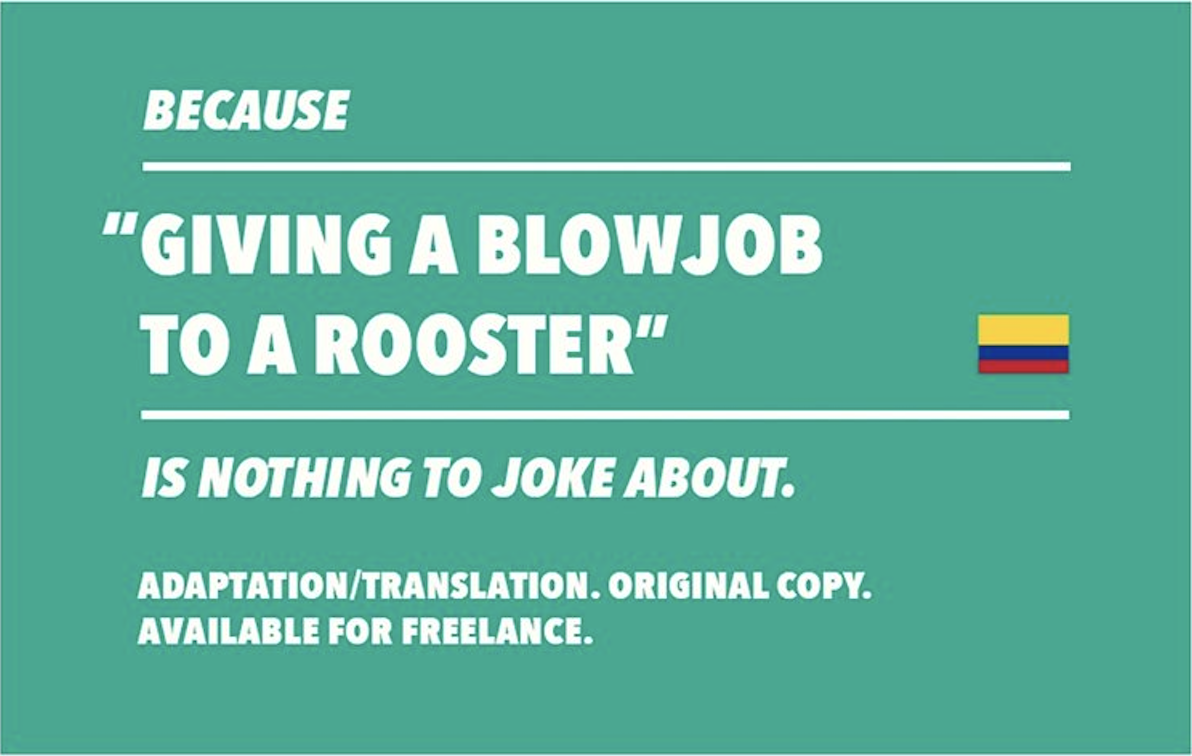 BECAUSE
“GIVING A BLOWJOB
TO A ROOSTER”
IS NOTHING TO JOKE ABOUT.
ADAPTATION/TRANSLATION. ORIGINAL COPY.
AVAILABLE FOR FREELANCE.